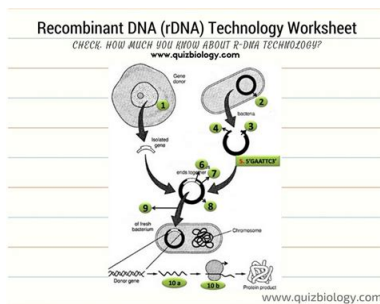 Recombinant DNA (rDNA) Technology Worksheet
CHECK. HOW MUCH YOU KNOW ABOUT R-DNA TECHNOLOGY?
www.quizbiology.com
Gene
donor
1
2
bacteria
4
3
Isolated
gene
5. 5'GAATTC3'
6
ends together
7
9
8
of fresh
bacterium
Chromosome
10 a
10 b
Donor gene
Protein product
www.quizbiology.com